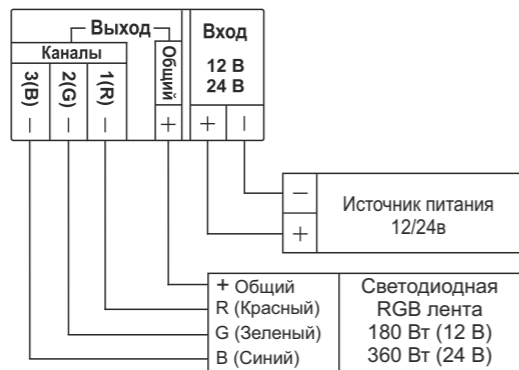 Выход
Каналы
3(B)
2(G)
1(R)
Общий
− − − +
Вход
12 В
24 В
+ −
−
+
Источник питания
12/24в
+ Общий
R (Красный)
G (Зеленый)
B (Синий)
Светодиодная
RGB лента
180 Вт (12 В)
360 Вт (24 В)